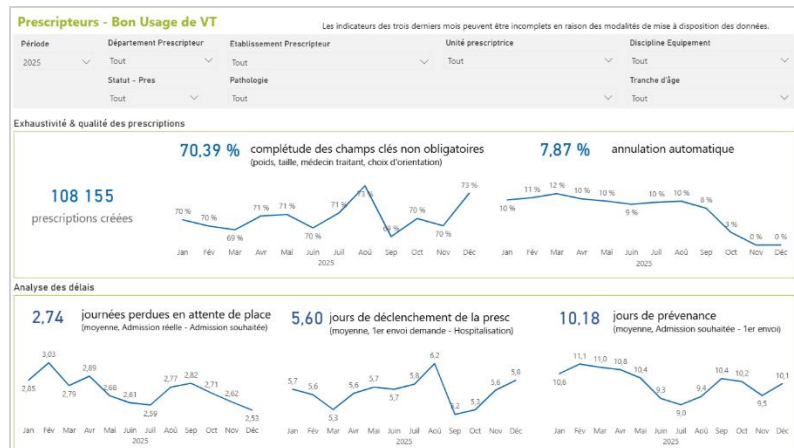 Prescripteurs - Bon Usage de VT
Les indicateurs des trois derniers mois peuvent être incomplets en raison des modalités de mise à disposition des données.
Période Département Prescripteur Etablissement Prescripteur Unité prescriptrice Discipline Equipement
2025 Tout Tout Tout Tout
Statut - Pres Pathologie Tranche d'âge
Tout Tout Tout
Exhaustivité & qualité des prescriptions
70,39 % complétude des champs clés non obligatoires
(poids, taille, médecin traitant, choix d'orientation)
7,87 % annulation automatique
108 155
prescriptions créées
70 % 70 % 69 % 71 % 71 % 70 % 71 % 73 % 69 % 70 % 70 % 73 %
Jan Fév Mar Avr Mai Juin Juil Aoû Sep Oct Nov Déc
2025
10 % 11 % 12 % 10 % 10 % 9 % 10 % 10 % 8 % 3 % 0 % 0 %
Jan Fév Mar Avr Mai Juin Juil Aoû Sep Oct Nov Déc
2025
Analyse des délais
2,74 journées perdues en attente de place
(moyenne, Admission réelle - Admission souhaitée)
5,60 jours de déclenchement de la presc
(moyenne, 1er envoi demande - Hospitalisation)
10,18 jours de prévenance
(moyenne, Admission souhaitée - 1er envoi)
2,85 3,03 2,79 2,89 2,68 2,61 2,59 2,77 2,82 2,71 2,62 2,53
Jan Fév Mar Avr Mai Juin Juil Aoû Sep Oct Nov Déc
2025
5,7 5,6 5,3 5,6 5,7 5,7 5,8 6,2 5,2 5,3 5,6 5,8
Jan Fév Mar Avr Mai Juin Juil Aoû Sep Oct Nov Déc
2025
10,6 11,1 11,0 10,8 10,4 9,3 9,0 9,4 10,4 10,2 9,5 10,1
Jan Fév Mar Avr Mai Juin Juil Aoû Sep Oct Nov Déc
2025